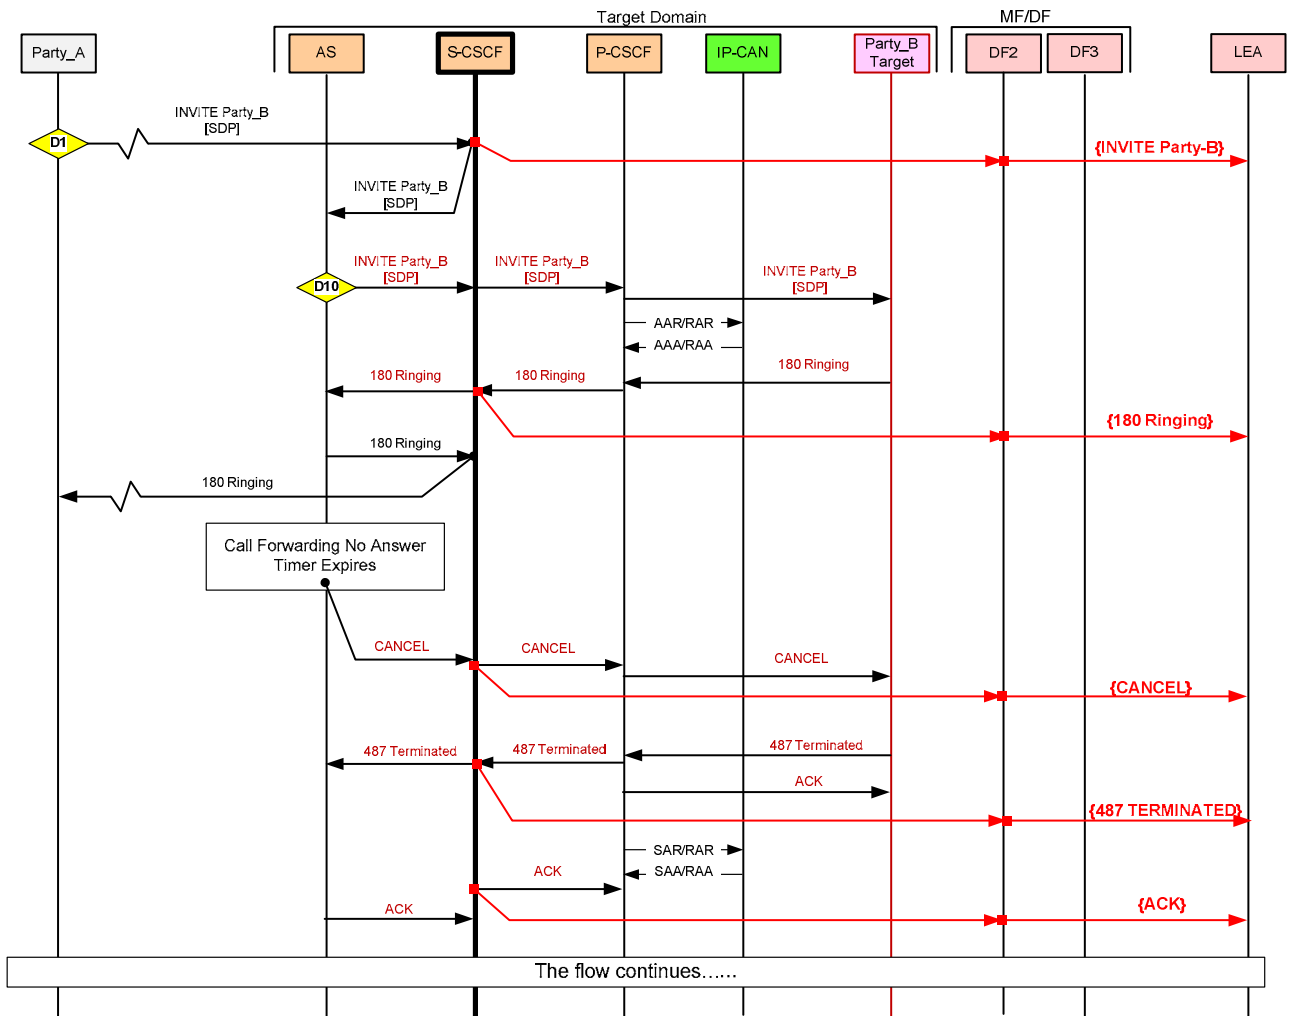 Target Domain
MF/DF
Party_A
AS
S-CSCF
P-CSCF
IP-CAN
Party_B
Target
DF2
DF3
LEA
INVITE Party_B
[SDP]
D1
{INVITE Party-B}
INVITE Party_B
[SDP]
INVITE Party_B
[SDP]
INVITE Party_B
[SDP]
INVITE Party_B
[SDP]
D10
AAR/RAR
AAA/RAA
180 Ringing
180 Ringing
180 Ringing
{180 Ringing}
180 Ringing
180 Ringing
Call Forwarding No Answer
Timer Expires
CANCEL
CANCEL
CANCEL
{CANCEL}
487 Terminated
487 Terminated
487 Terminated
ACK
{487 TERMINATED}
SAR/RAR
SAA/RAA
ACK
ACK
{ACK}
The flow continues......